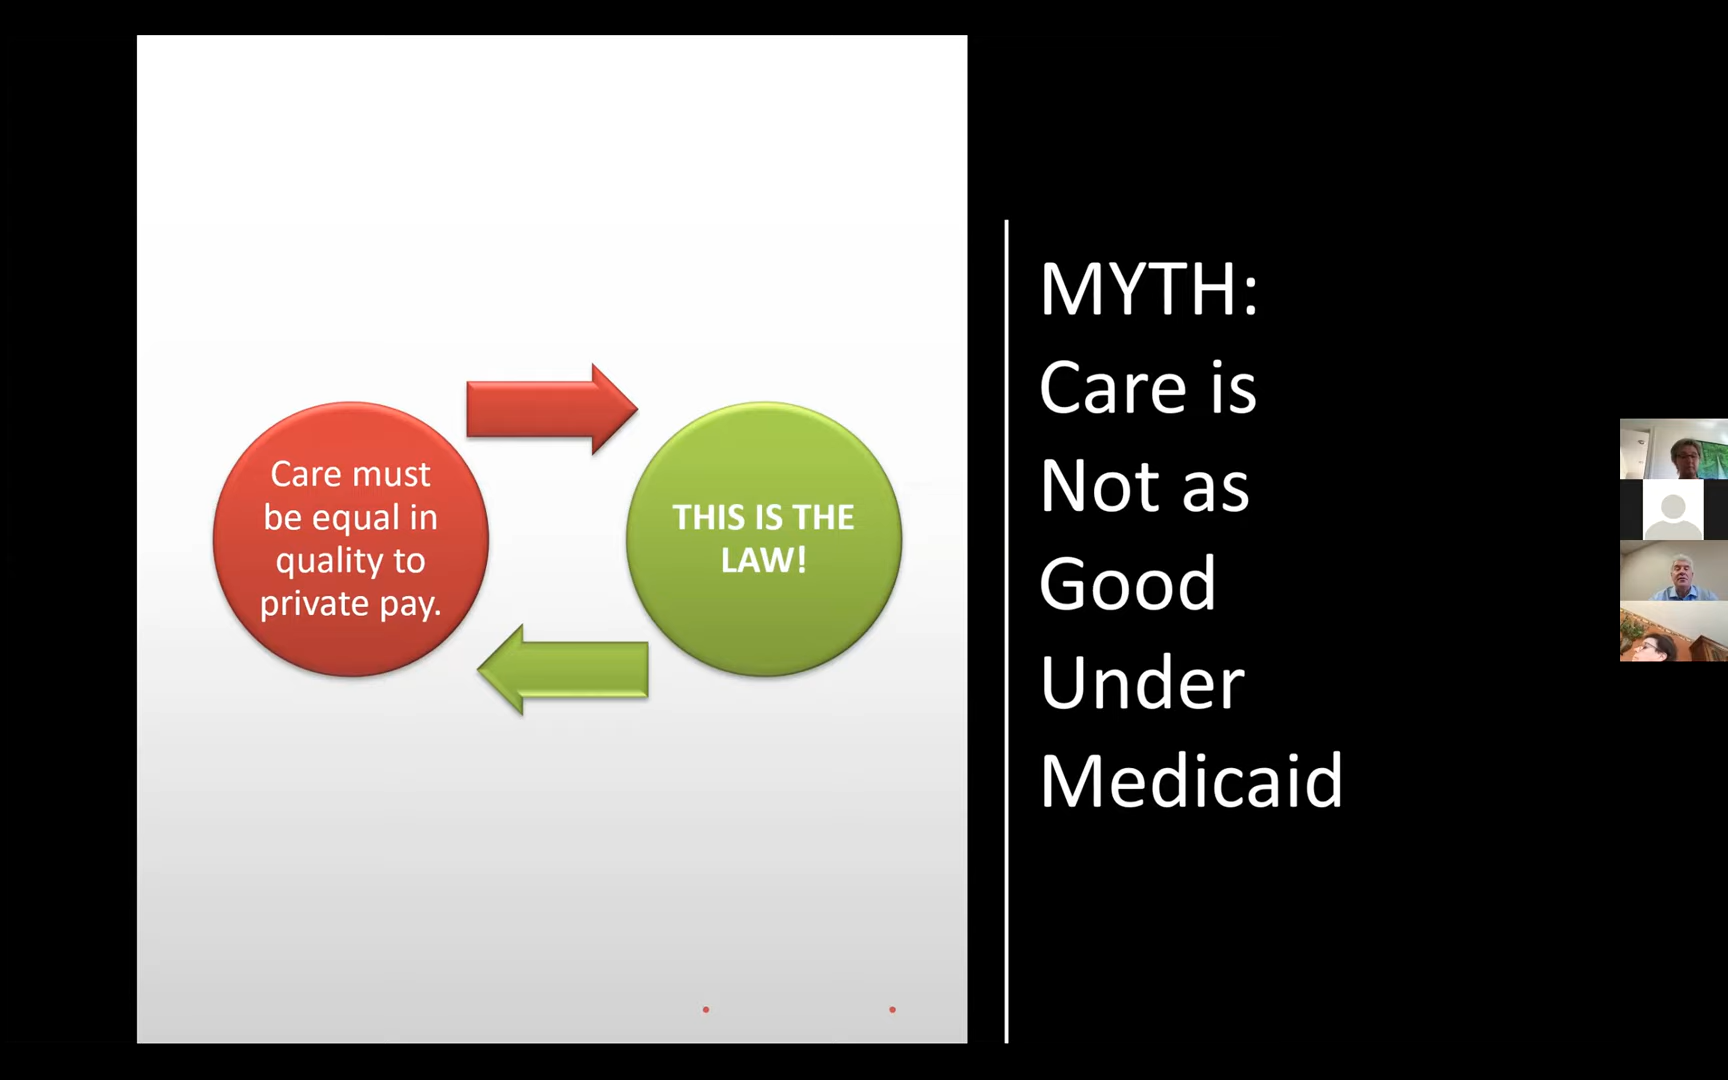 Care must
be equal in
quality to
private pay.
THIS IS THE
LAW!
MYTH:
Care is
Not as
Good
Under
Medicaid